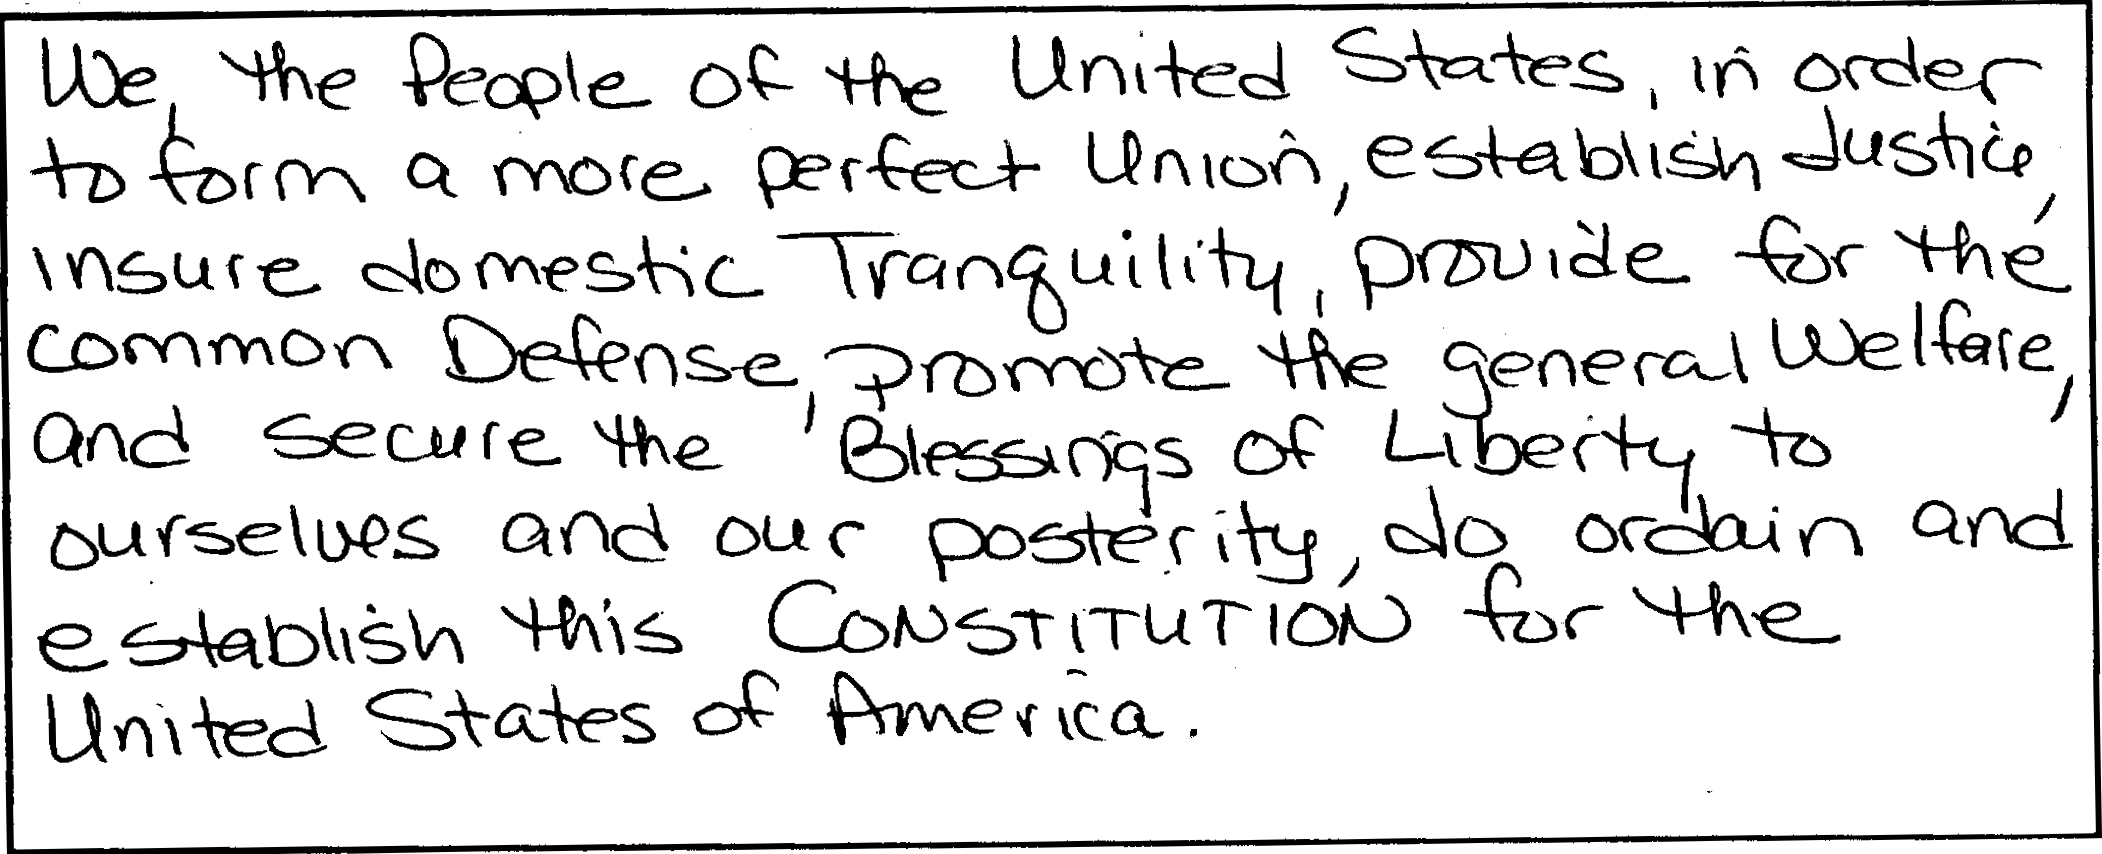 We, the People of the United States, in order
to form a more perfect Union, establish Justice,
insure domestic Tranquility, provide for the
common Defense, promote the general Welfare,
and secure the Blessings of Liberty to
ourselves and our posterity, do ordain and
establish this CONSTITUTION for the
United States of America.